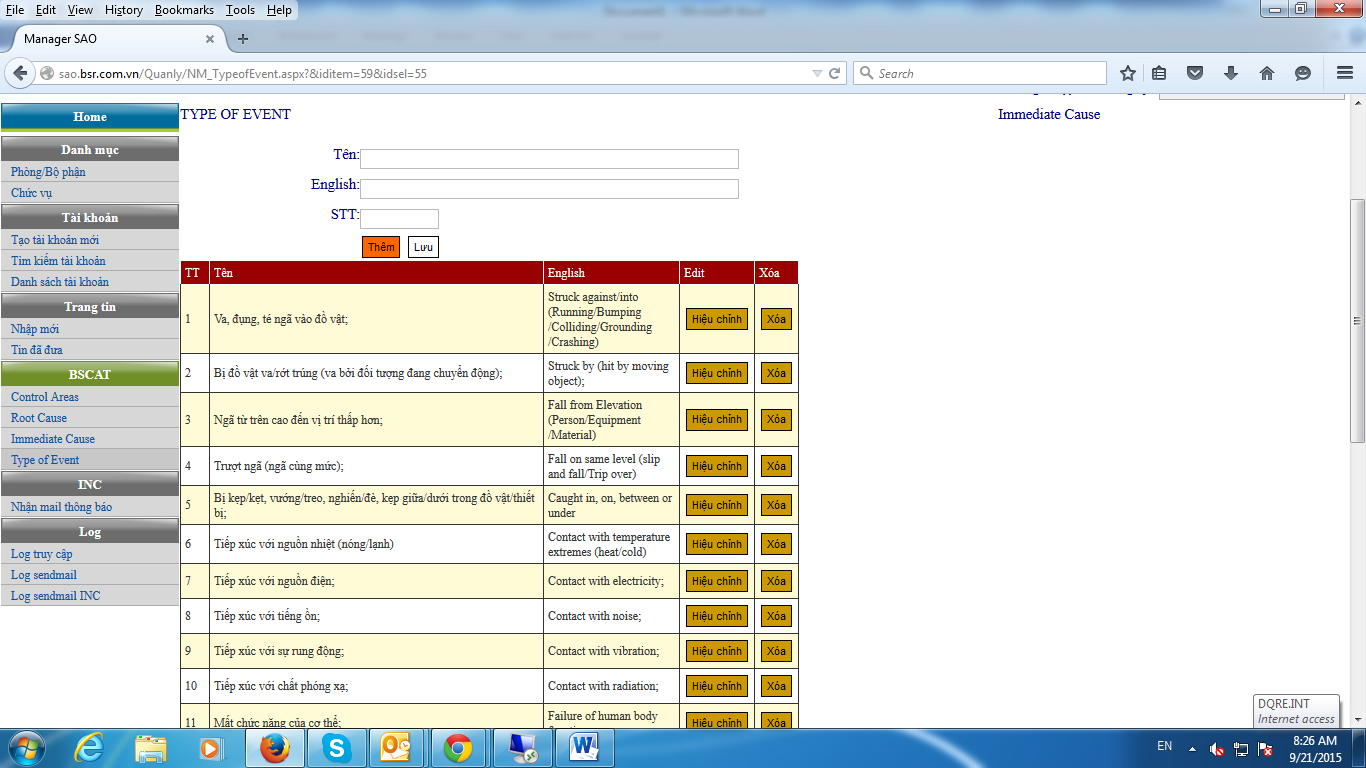 File Edit View History Bookmarks Tools Help
Manager SAO
sao.bsr.com.vn/Quanly/NM_TypeofEvent.aspx?&iditem=59&idsel=55
Search
Home
TYPE OF EVENT
Immediate Cause
Danh mục
Phòng/Bộ phận
Chức vụ
Tài khoản
Tạo tài khoản mới
Tìm kiếm tài khoản
Danh sách tài khoản
Trang tin
Nhập mới
Tin đã đưa
BSCAT
Control Areas
Root Cause
Immediate Cause
Type of Event
INC
Nhận mail thông báo
Log
Log truy cập
Log sendmail
Log sendmail INC
Tên:
English:
STT:
Thêm Lưu
TT Tên English Edit Xóa
1 Va, đụng, té ngã vào đồ vật;
Struck against/into
(Running/Bumping
/Colliding/Grounding
/Crashing)
Hiệu chỉnh Xóa
2 Bị đồ vật va/rớt trúng (va bởi đối tượng đang chuyển động);
Struck by (hit by moving
object);
Hiệu chỉnh Xóa
3 Ngã từ trên cao đến vị trí thấp hơn;
Fall from Elevation
(Person/Equipment
/Material)
Hiệu chỉnh Xóa
4 Trượt ngã (ngã cùng mức);
Fall on same level (slip
and fall/Trip over)
Hiệu chỉnh Xóa
5 Bị kẹp/kẹt, vướng/treo, nghiến/đè, kẹp giữa/dưới trong đồ vật/thiết
bị;
Caught in, on, between or
under
Hiệu chỉnh Xóa
6 Tiếp xúc với nguồn nhiệt (nóng/lạnh)
Contact with temperature
extremes (heat/cold)
Hiệu chỉnh Xóa
7 Tiếp xúc với nguồn điện; Contact with electricity; Hiệu chỉnh Xóa
8 Tiếp xúc với tiếng ồn; Contact with noise; Hiệu chỉnh Xóa
9 Tiếp xúc với sự rung động; Contact with vibration; Hiệu chỉnh Xóa
10 Tiếp xúc với chất phóng xạ; Contact with radiation; Hiệu chỉnh Xóa
11 Mất chức năng của cơ thể; Failure of human body Hiệu chỉnh Xóa
DQRE.INT
Internet access
EN
8:26 AM
9/21/2015